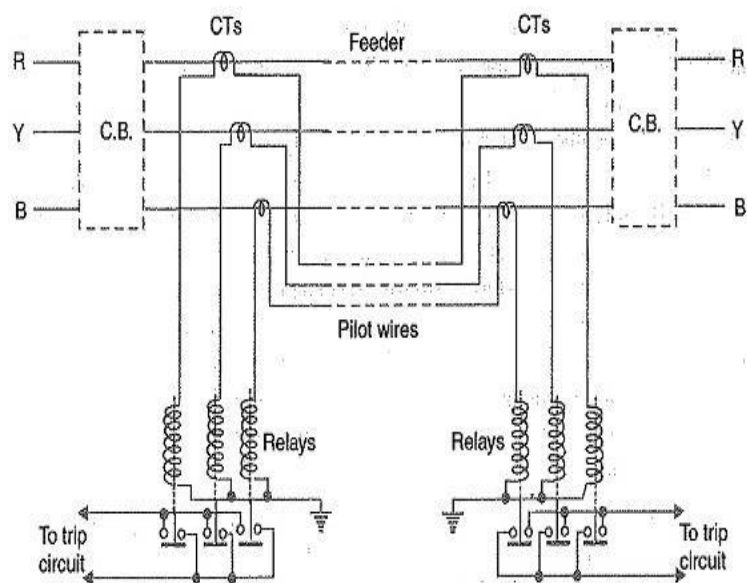 CTs
CTs
Feeder
R
R
Y
C.B.
C.B.
Y
B
B
Pilot wires
Relays
Relays
To trip
circuit
To trip
circuit